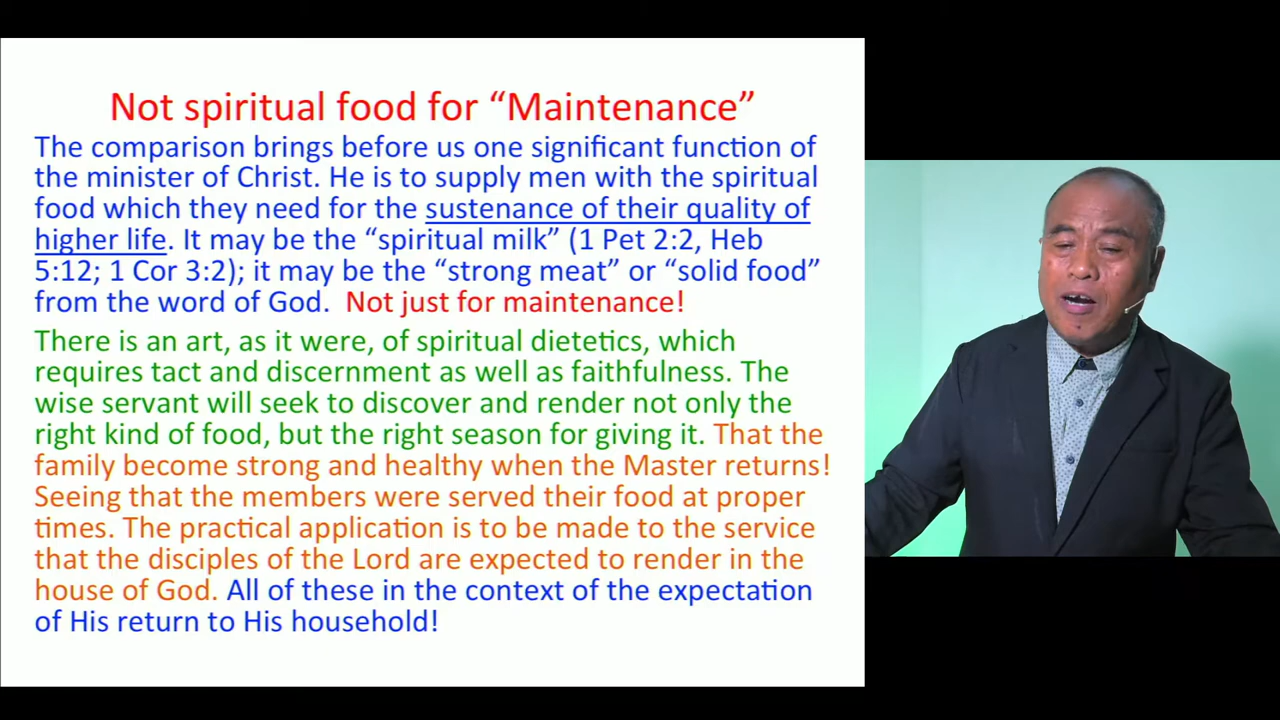 Not spiritual food for “Maintenance”
The comparison brings before us one significant function of
the minister of Christ. He is to supply men with the spiritual
food which they need for the sustenance of their quality of
higher life. It may be the “spiritual milk” (1 Pet 2:2, Heb
5:12; 1 Cor 3:2); it may be the “strong meat” or “solid food”
from the word of God.  Not just for maintenance!
There is an art, as it were, of spiritual dietetics, which
requires tact and discernment as well as faithfulness. The
wise servant will seek to discover and render not only the
right kind of food, but the right season for giving it. That the
family become strong and healthy when the Master returns!
Seeing that the members were served their food at proper
times. The practical application is to be made to the service
that the disciples of the Lord are expected to render in the
house of God. All of these in the context of the expectation
of His return to His household!